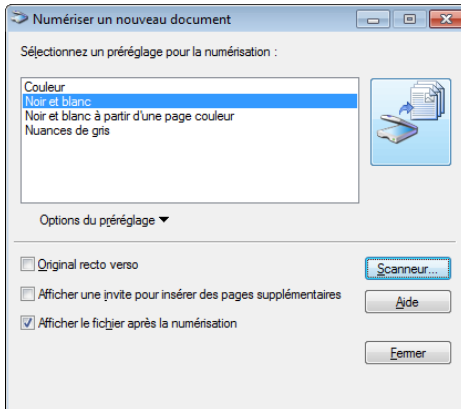 Numériser un nouveau document
Sélectionnez un préréglage pour la numérisation :
Couleur
Noir et blanc
Noir et blanc à partir d'une page couleur
Nuances de gris
Options du préréglage
Original recto verso
Scanneur...
Afficher une invite pour insérer des pages supplémentaires
Aide
Afficher le fichier après la numérisation
Fermer